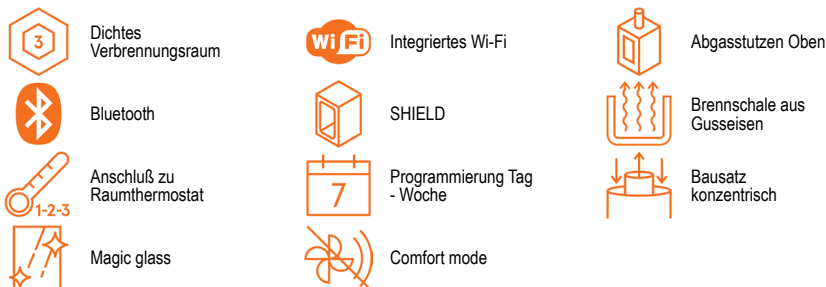 3
Dichtes
Verbrennungsraum
Wi Fi
Integriertes Wi-Fi
Abgasstutzen Oben
Bluetooth
SHIELD
Brennschale aus
Gusseisen
1-2-3
Anschluß zu
Raumthermostat
7
Programmierung Tag
- Woche
Bausatz
konzentrisch
Magic glass
Comfort mode